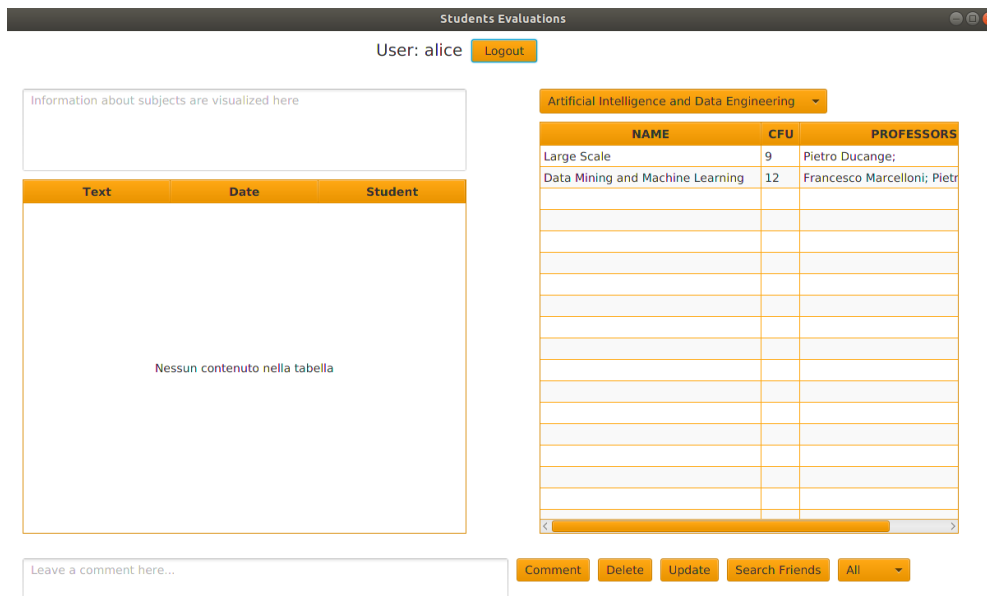 Students Evaluations
User: alice Logout
Information about subjects are visualized here
Text Date Student
Nessun contenuto nella tabella
Artificial Intelligence and Data Engineering
NAME CFU PROFESSORS
Large Scale 9 Pietro Ducange;
Data Mining and Machine Learning 12 Francesco Marcelloni; Pietr
Leave a comment here...
Comment Delete Update Search Friends All